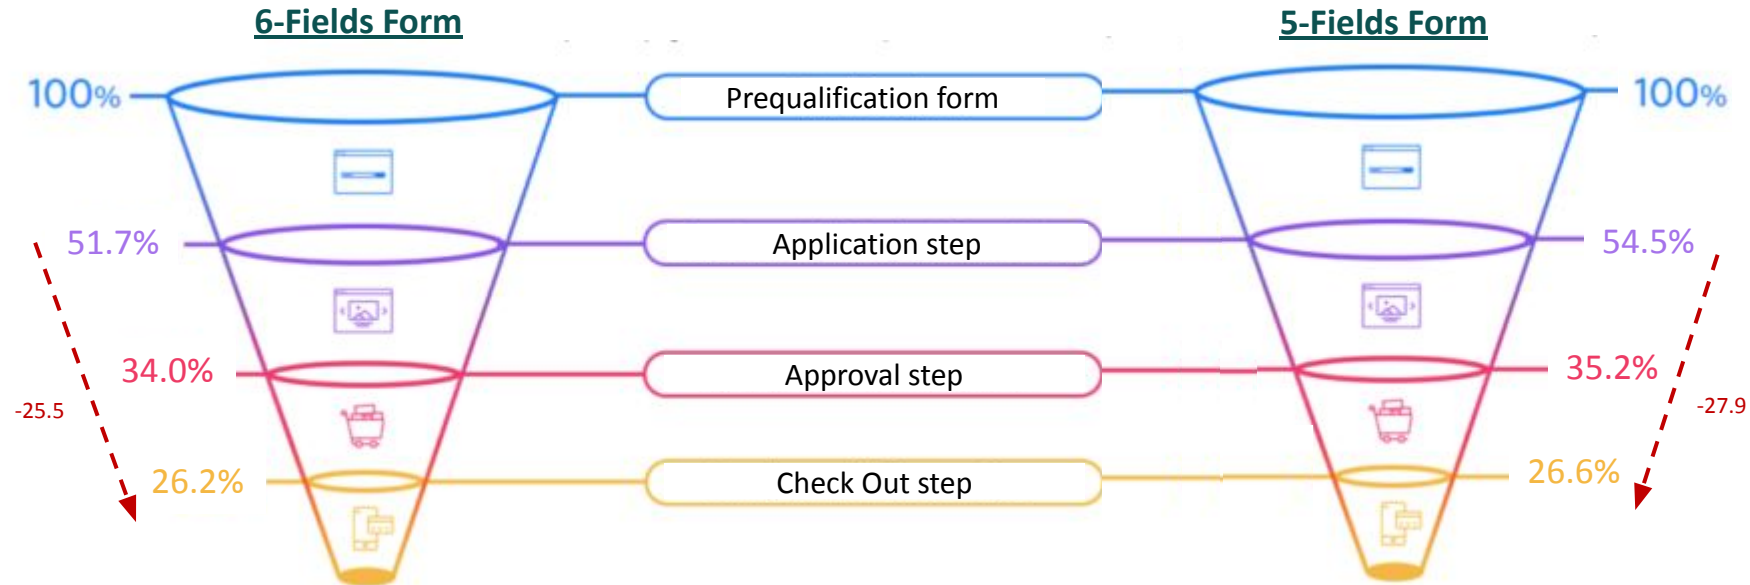 6-Fields Form
5-Fields Form
100%
Prequalification form
100%
51.7%
Application step
54.5%
34.0%
Approval step
35.2%
-25.5
-27.9
26.2%
Check Out step
26.6%